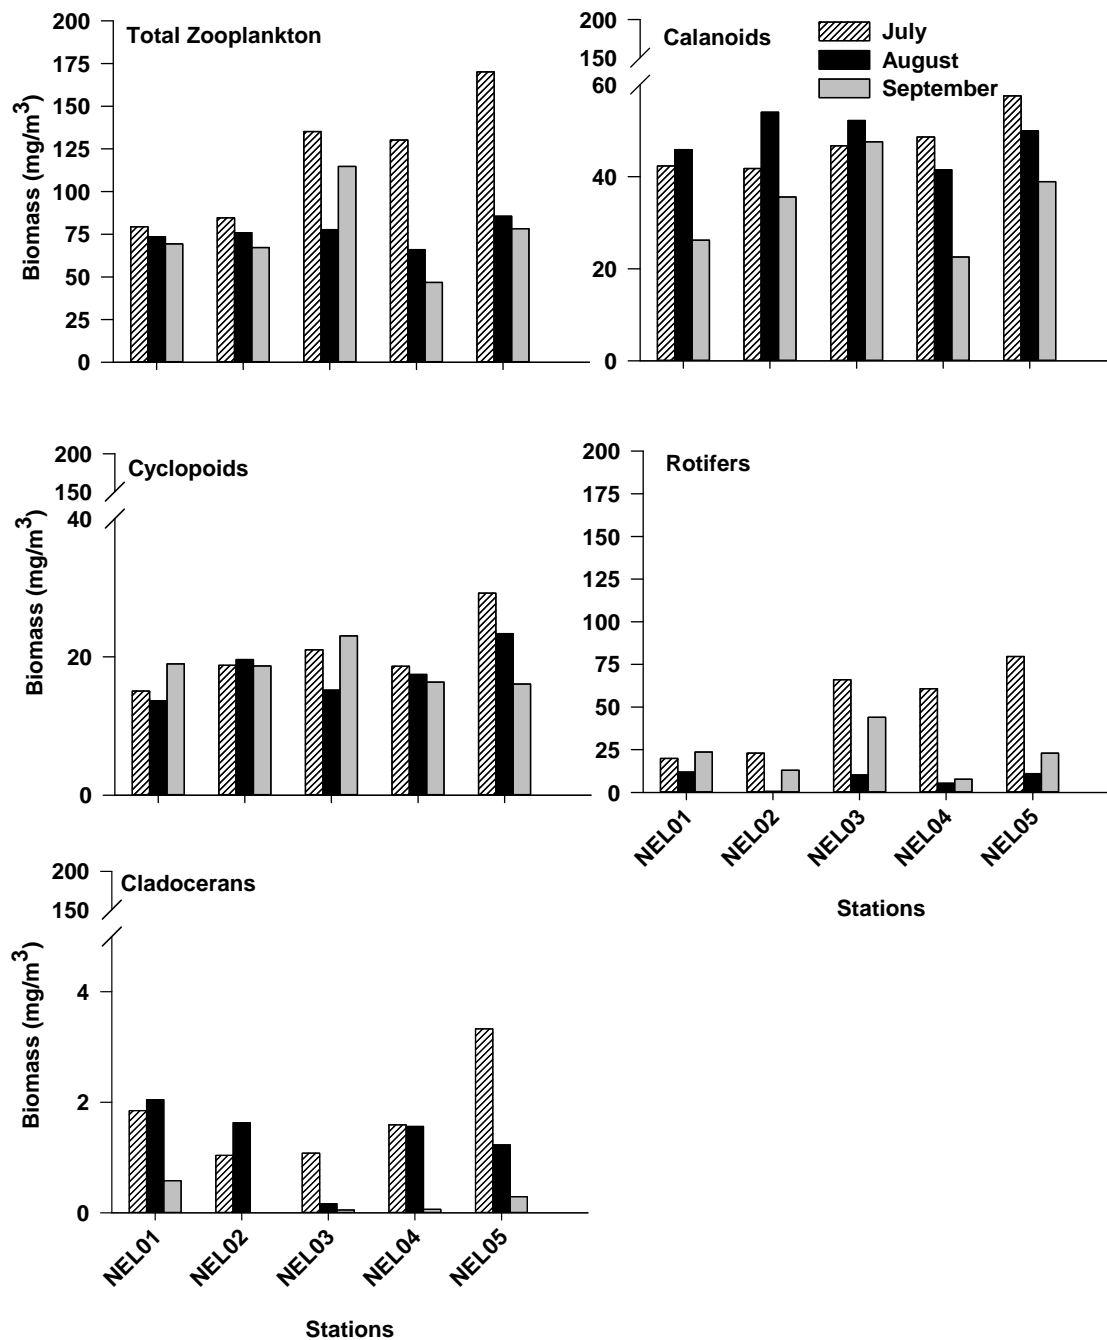 Total Zooplankton
Biomass (mg/m3)
200
175
150
125
100
75
50
25
0
Calanoids
200
150
60
40
20
0
July
August
September
Cyclopoids
Biomass (mg/m3)
200
150
40
20
0
Rotifers
200
175
150
125
100
75
50
25
0
NEL01
NEL02
NEL03
NEL04
NEL05
Stations
Cladocerans
Biomass (mg/m3)
200
150
4
2
0
NEL01
NEL02
NEL03
NEL04
NEL05
Stations